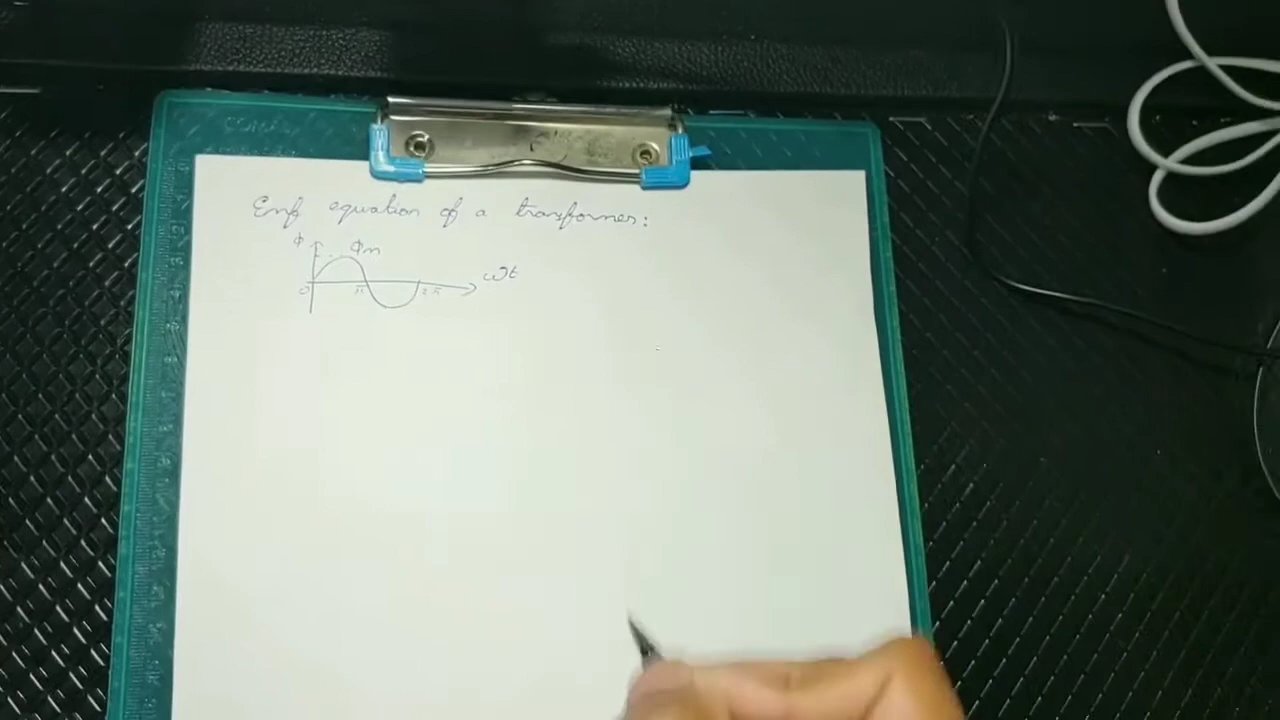 Emf equation of a transformer:
Φ Φm
ωt
0 π 2π